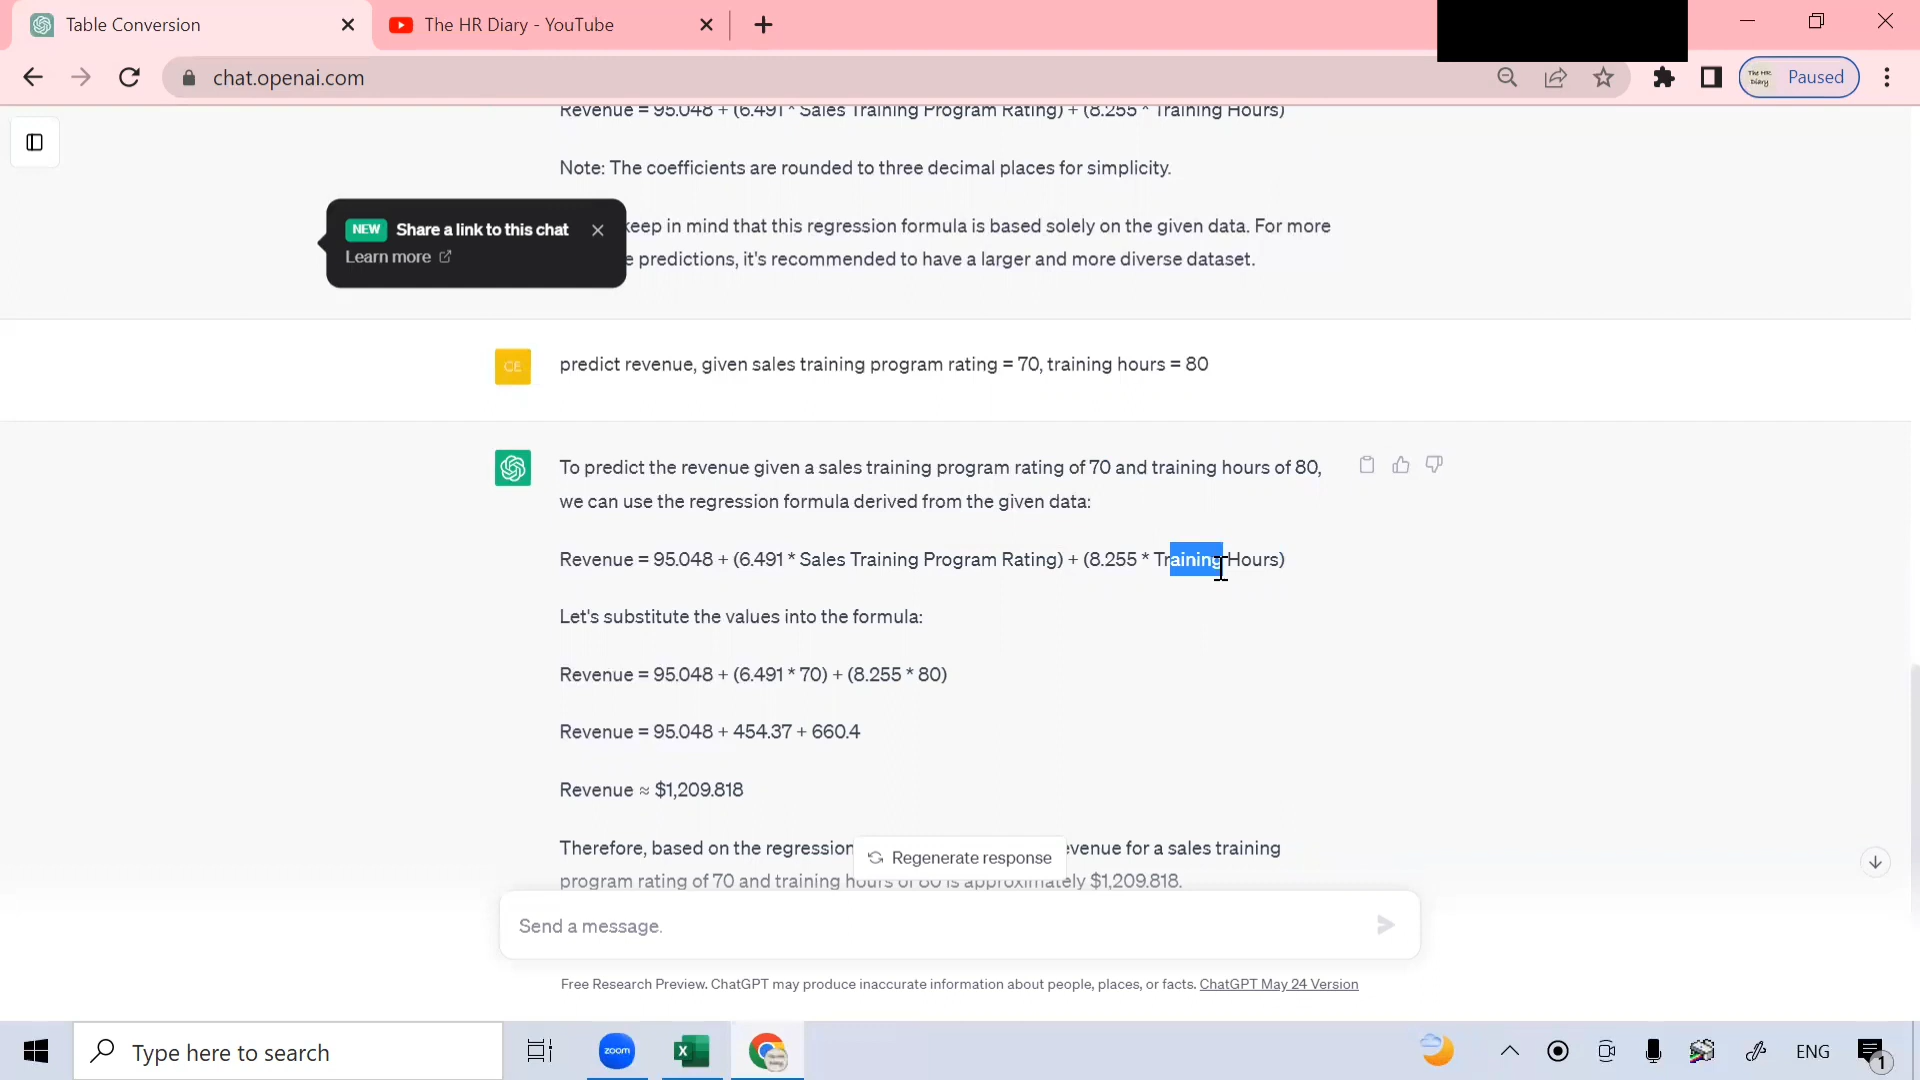 Table Conversion
The HR Diary - YouTube
chat.openai.com
The HR
Diary
Paused
Revenue = 95.048 + (6.491 * Sales Training Program Rating) + (8.255 * Training Hours)
Note: The coefficients are rounded to three decimal places for simplicity.
NEW Share a link to this chat
Learn more
keep in mind that this regression formula is based solely on the given data. For more
e predictions, it's recommended to have a larger and more diverse dataset.
CE
predict revenue, given sales training program rating = 70, training hours = 80
To predict the revenue given a sales training program rating of 70 and training hours of 80,
we can use the regression formula derived from the given data:
Revenue = 95.048 + (6.491 * Sales Training Program Rating) + (8.255 * Training Hours)
Let's substitute the values into the formula:
Revenue = 95.048 + (6.491 * 70) + (8.255 * 80)
Revenue = 95.048 + 454.37 + 660.4
Revenue ≈ $1,209.818
Therefore, based on the regression
evenue for a sales training
program rating of 70 and training hours of 80 is approximately $1,209.818.
Regenerate response
Send a message.
Free Research Preview. ChatGPT may produce inaccurate information about people, places, or facts. ChatGPT May 24 Version
Type here to search
zoom
X
ENG
1